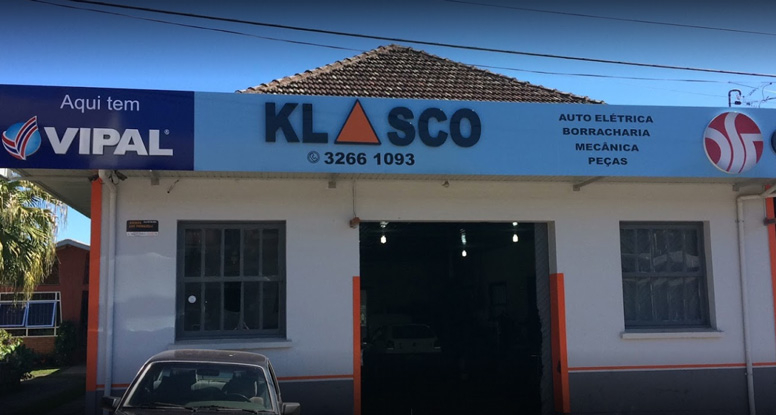 Aqui tem
VIPAL®
KLASCO
3266 1093
AUTO ELÉTRICA
BORRACHARIA
MECÂNICA
PEÇAS